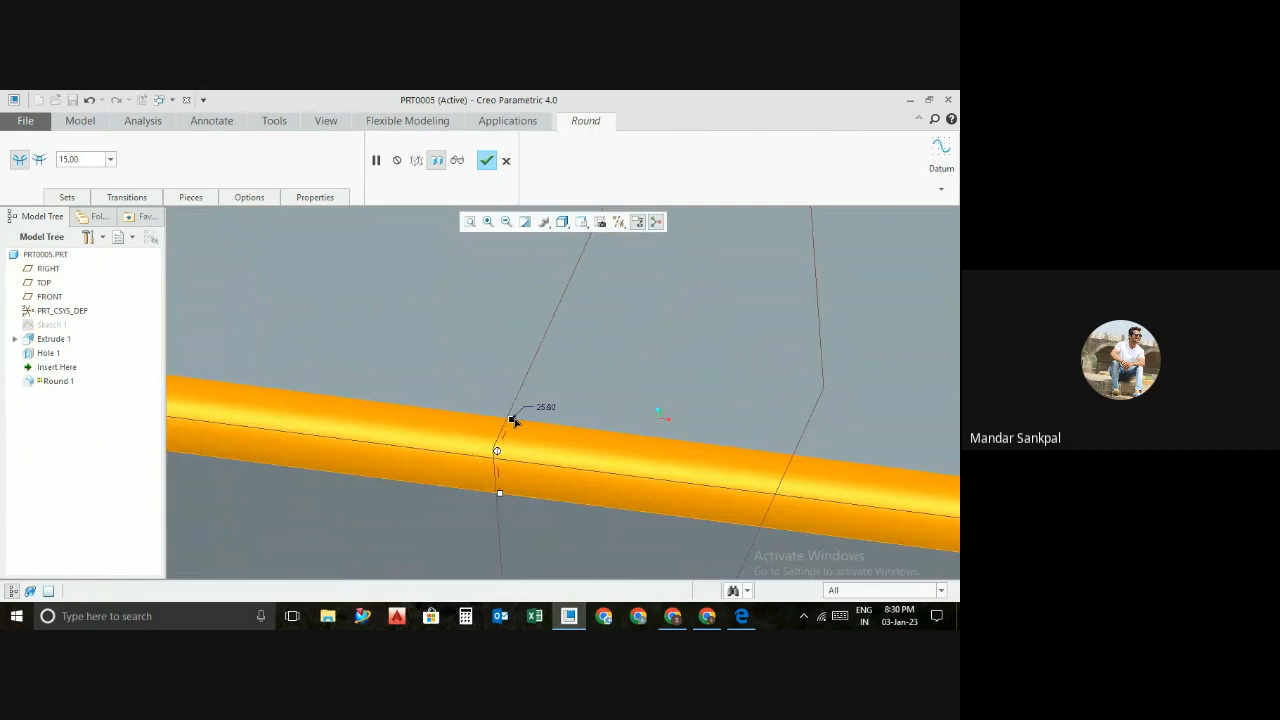 PRT0005 (Active) - Creo Parametric 4.0
File Model Analysis Annotate Tools View Flexible Modeling Applications Round
15.00
Datum
Sets Transitions Pieces Options Properties
Model Tree Fol... Fav...
Model Tree
PRT0005.PRT
RIGHT
TOP
FRONT
PRT_CSYS_DEF
Sketch 1
Extrude 1
Hole 1
Insert Here
Round 1
25.60
Mandar Sankpal
Activate Windows
Go to Settings to activate Windows.
All
Type here to search
ENG
IN
8:30 PM
03-Jan-23